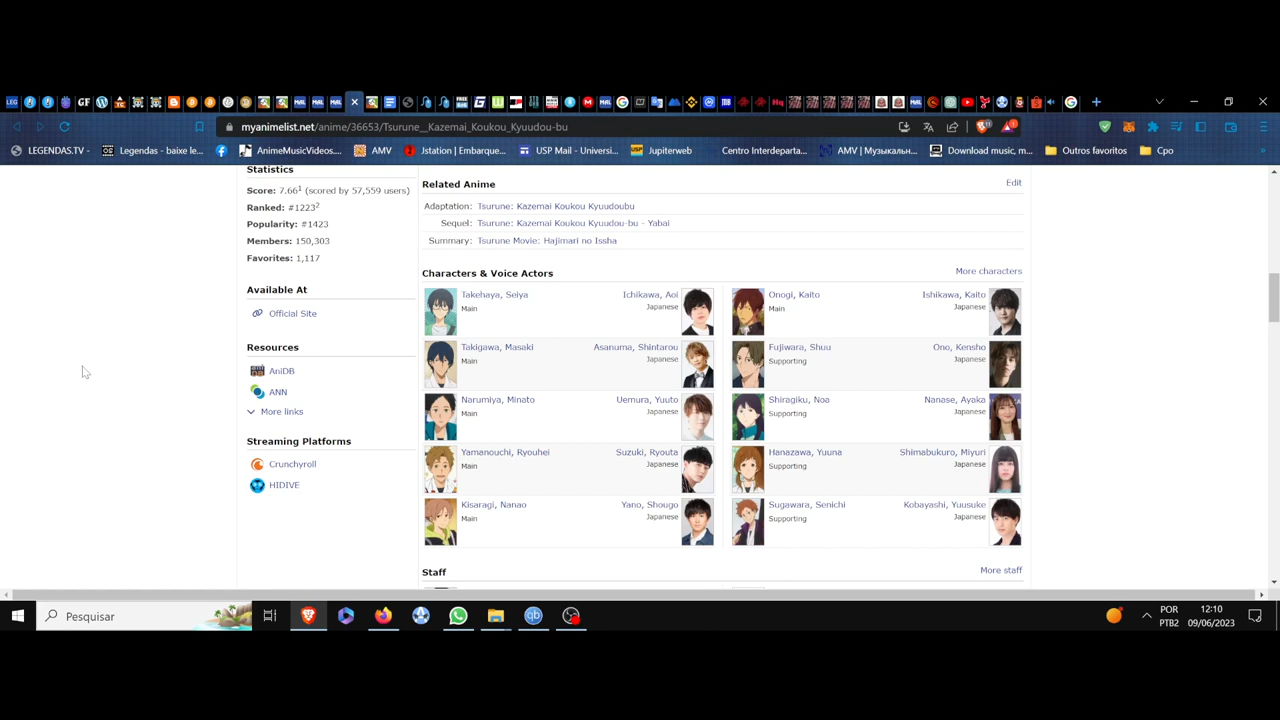 myanimelist.net/anime/36653/Tsurune__Kazemai_Koukou_Kyuudou-bu
LEGENDAS.TV -
Legendas - baixe le...
AnimeMusicVideos....
AMV
Jstation | Embarque...
USP Mail - Universi...
Jupiterweb
Centro Interdeparta...
AMV | Музыкальн...
Download music, m...
Outros favoritos
Cpo
Statistics
Score: 7.66¹ (scored by 57,559 users)
Ranked: #1223²
Popularity: #1423
Members: 150,303
Favorites: 1,117
Available At
Official Site
Resources
AniDB
ANN
More links
Streaming Platforms
Crunchyroll
HIDIVE
Related Anime Edit
Adaptation: Tsurune: Kazemai Koukou Kyuudoubu
Sequel: Tsurune: Kazemai Koukou Kyuudou-bu - Yabai
Summary: Tsurune Movie: Hajimari no Issha
Characters & Voice Actors More characters
Takehaya, Seiya Ichikawa, Aoi
Main Japanese
Takigawa, Masaki Asanuma, Shintarou
Main Japanese
Narumiya, Minato Uemura, Yuuto
Main Japanese
Yamanouchi, Ryouhei Suzuki, Ryouta
Main Japanese
Kisaragi, Nanao Yano, Shougo
Main Japanese
Onogi, Kaito Ishikawa, Kaito
Main Japanese
Fujiwara, Shuu Ono, Kensho
Supporting Japanese
Shiragiku, Noa Nanase, Ayaka
Supporting Japanese
Hanazawa, Yuuna Shimabukuro, Miyuri
Supporting Japanese
Sugawara, Senichi Kobayashi, Yuusuke
Supporting Japanese
Staff More staff
Pesquisar
POR
PTB2
12:10
09/06/2023